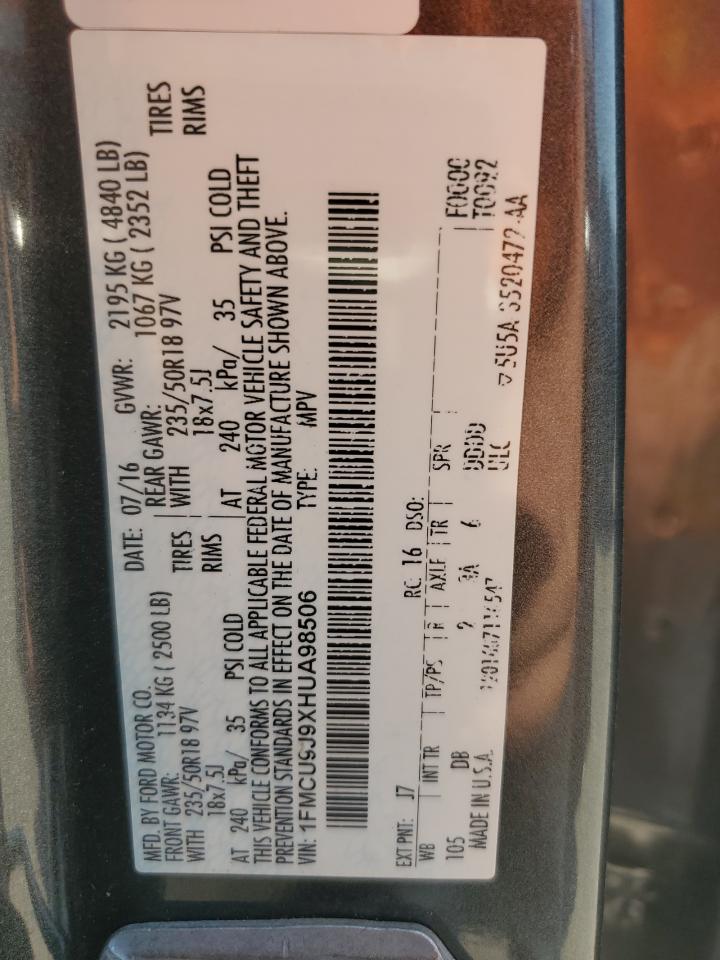 MFD. BY FORD MOTOR CO.
DATE: 07/16 GVWR: 2195 KG ( 4840 LB)
FRONT GAWR: 1134 KG ( 2500 LB) REAR GAWR: 1067 KG ( 2352 LB)
WITH 235/50R18 97V TIRES WITH 235/50R18 97V TIRES
18x7.5J RIMS 18x7.5J RIMS
AT 240 kPa/ 35 PSI COLD AT 240 kPa/ 35 PSI COLD
THIS VEHICLE CONFORMS TO ALL APPLICABLE FEDERAL MOTOR VEHICLE SAFETY AND THEFT
PREVENTION STANDARDS IN EFFECT ON THE DATE OF MANUFACTURE SHOWN ABOVE.
VIN: 1FMCU9J9XHUA98506 TYPE: MPV
EXT PNT: J7 RC: 16 DSO: F0000
WB INT TR TP/PS R AXLE TR SPR T0092
105 DB 2 3A 6
MADE IN U.S.A. ULC